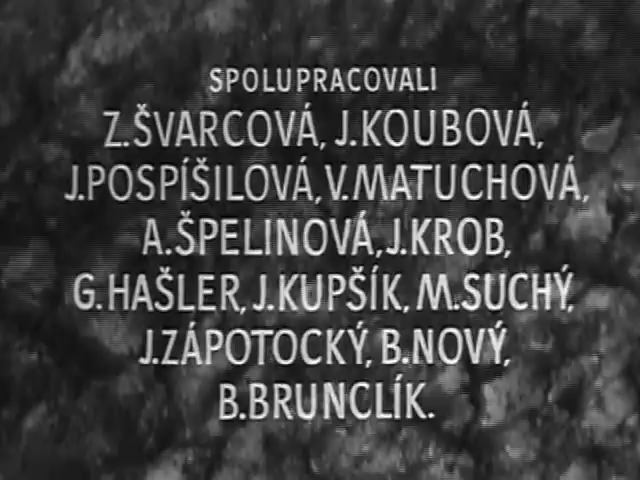 SPOLUPRACOVALI
Z.ŠVARCOVÁ, J.KOUBOVÁ,
J.POSPÍŠILOVÁ, V.MATUCHOVÁ,
A.ŠPELINOVÁ, J.KROB,
G.HAŠLER, J.KUPŠÍK, M.SUCHÝ,
J.ZÁPOTOCKÝ, B.NOVÝ,
B.BRUNCLÍK.